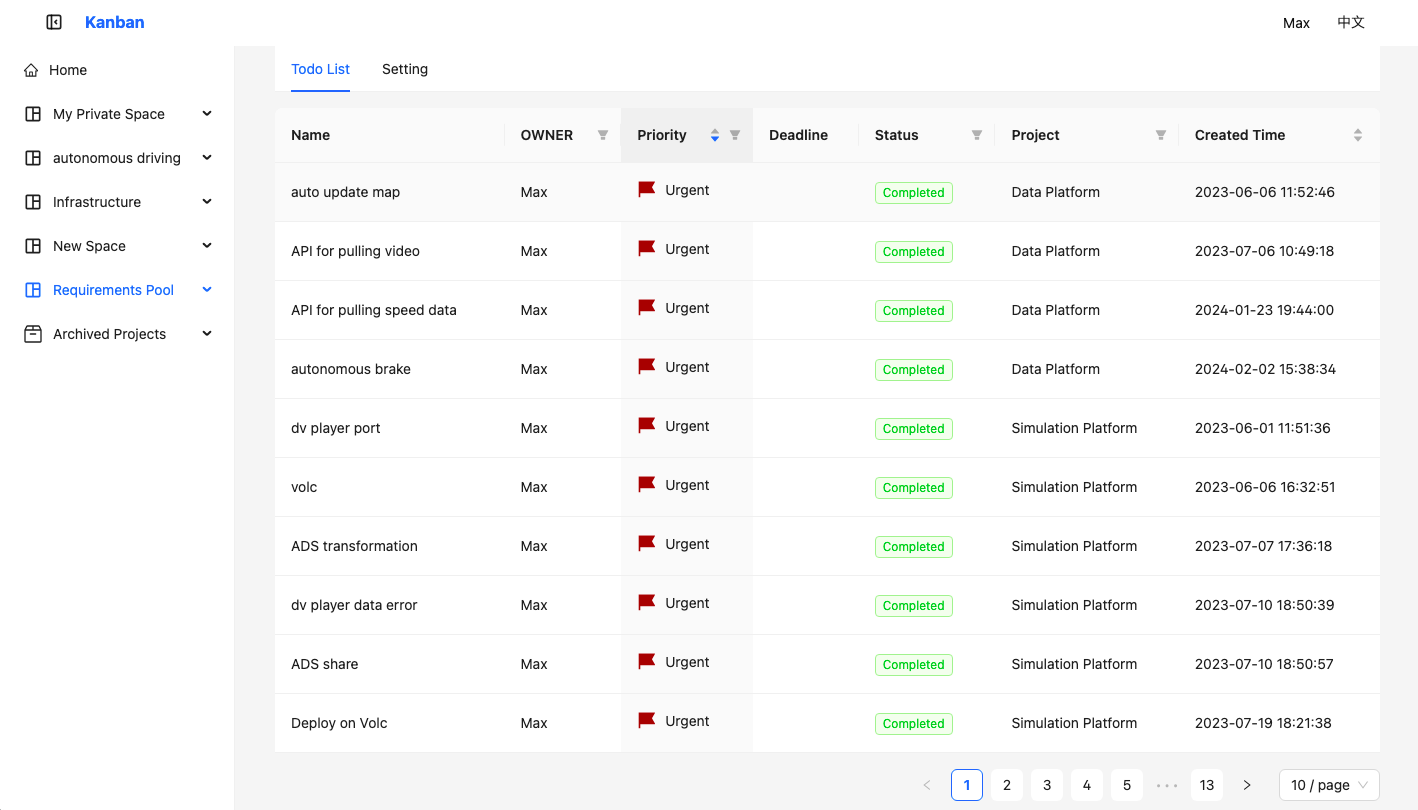 Kanban
Max 中文
Home
My Private Space
autonomous driving
Infrastructure
New Space
Requirements Pool
Archived Projects
Todo List Setting
Name OWNER Priority Deadline Status Project Created Time
auto update map Max Urgent Completed Data Platform 2023-06-06 11:52:46
API for pulling video Max Urgent Completed Data Platform 2023-07-06 10:49:18
API for pulling speed data Max Urgent Completed Data Platform 2024-01-23 19:44:00
autonomous brake Max Urgent Completed Data Platform 2024-02-02 15:38:34
dv player port Max Urgent Completed Simulation Platform 2023-06-01 11:51:36
volc Max Urgent Completed Simulation Platform 2023-06-06 16:32:51
ADS transformation Max Urgent Completed Simulation Platform 2023-07-07 17:36:18
dv player data error Max Urgent Completed Simulation Platform 2023-07-10 18:50:39
ADS share Max Urgent Completed Simulation Platform 2023-07-10 18:50:57
Deploy on Volc Max Urgent Completed Simulation Platform 2023-07-19 18:21:38
< 1 2 3 4 5 ··· 13 > 10 / page